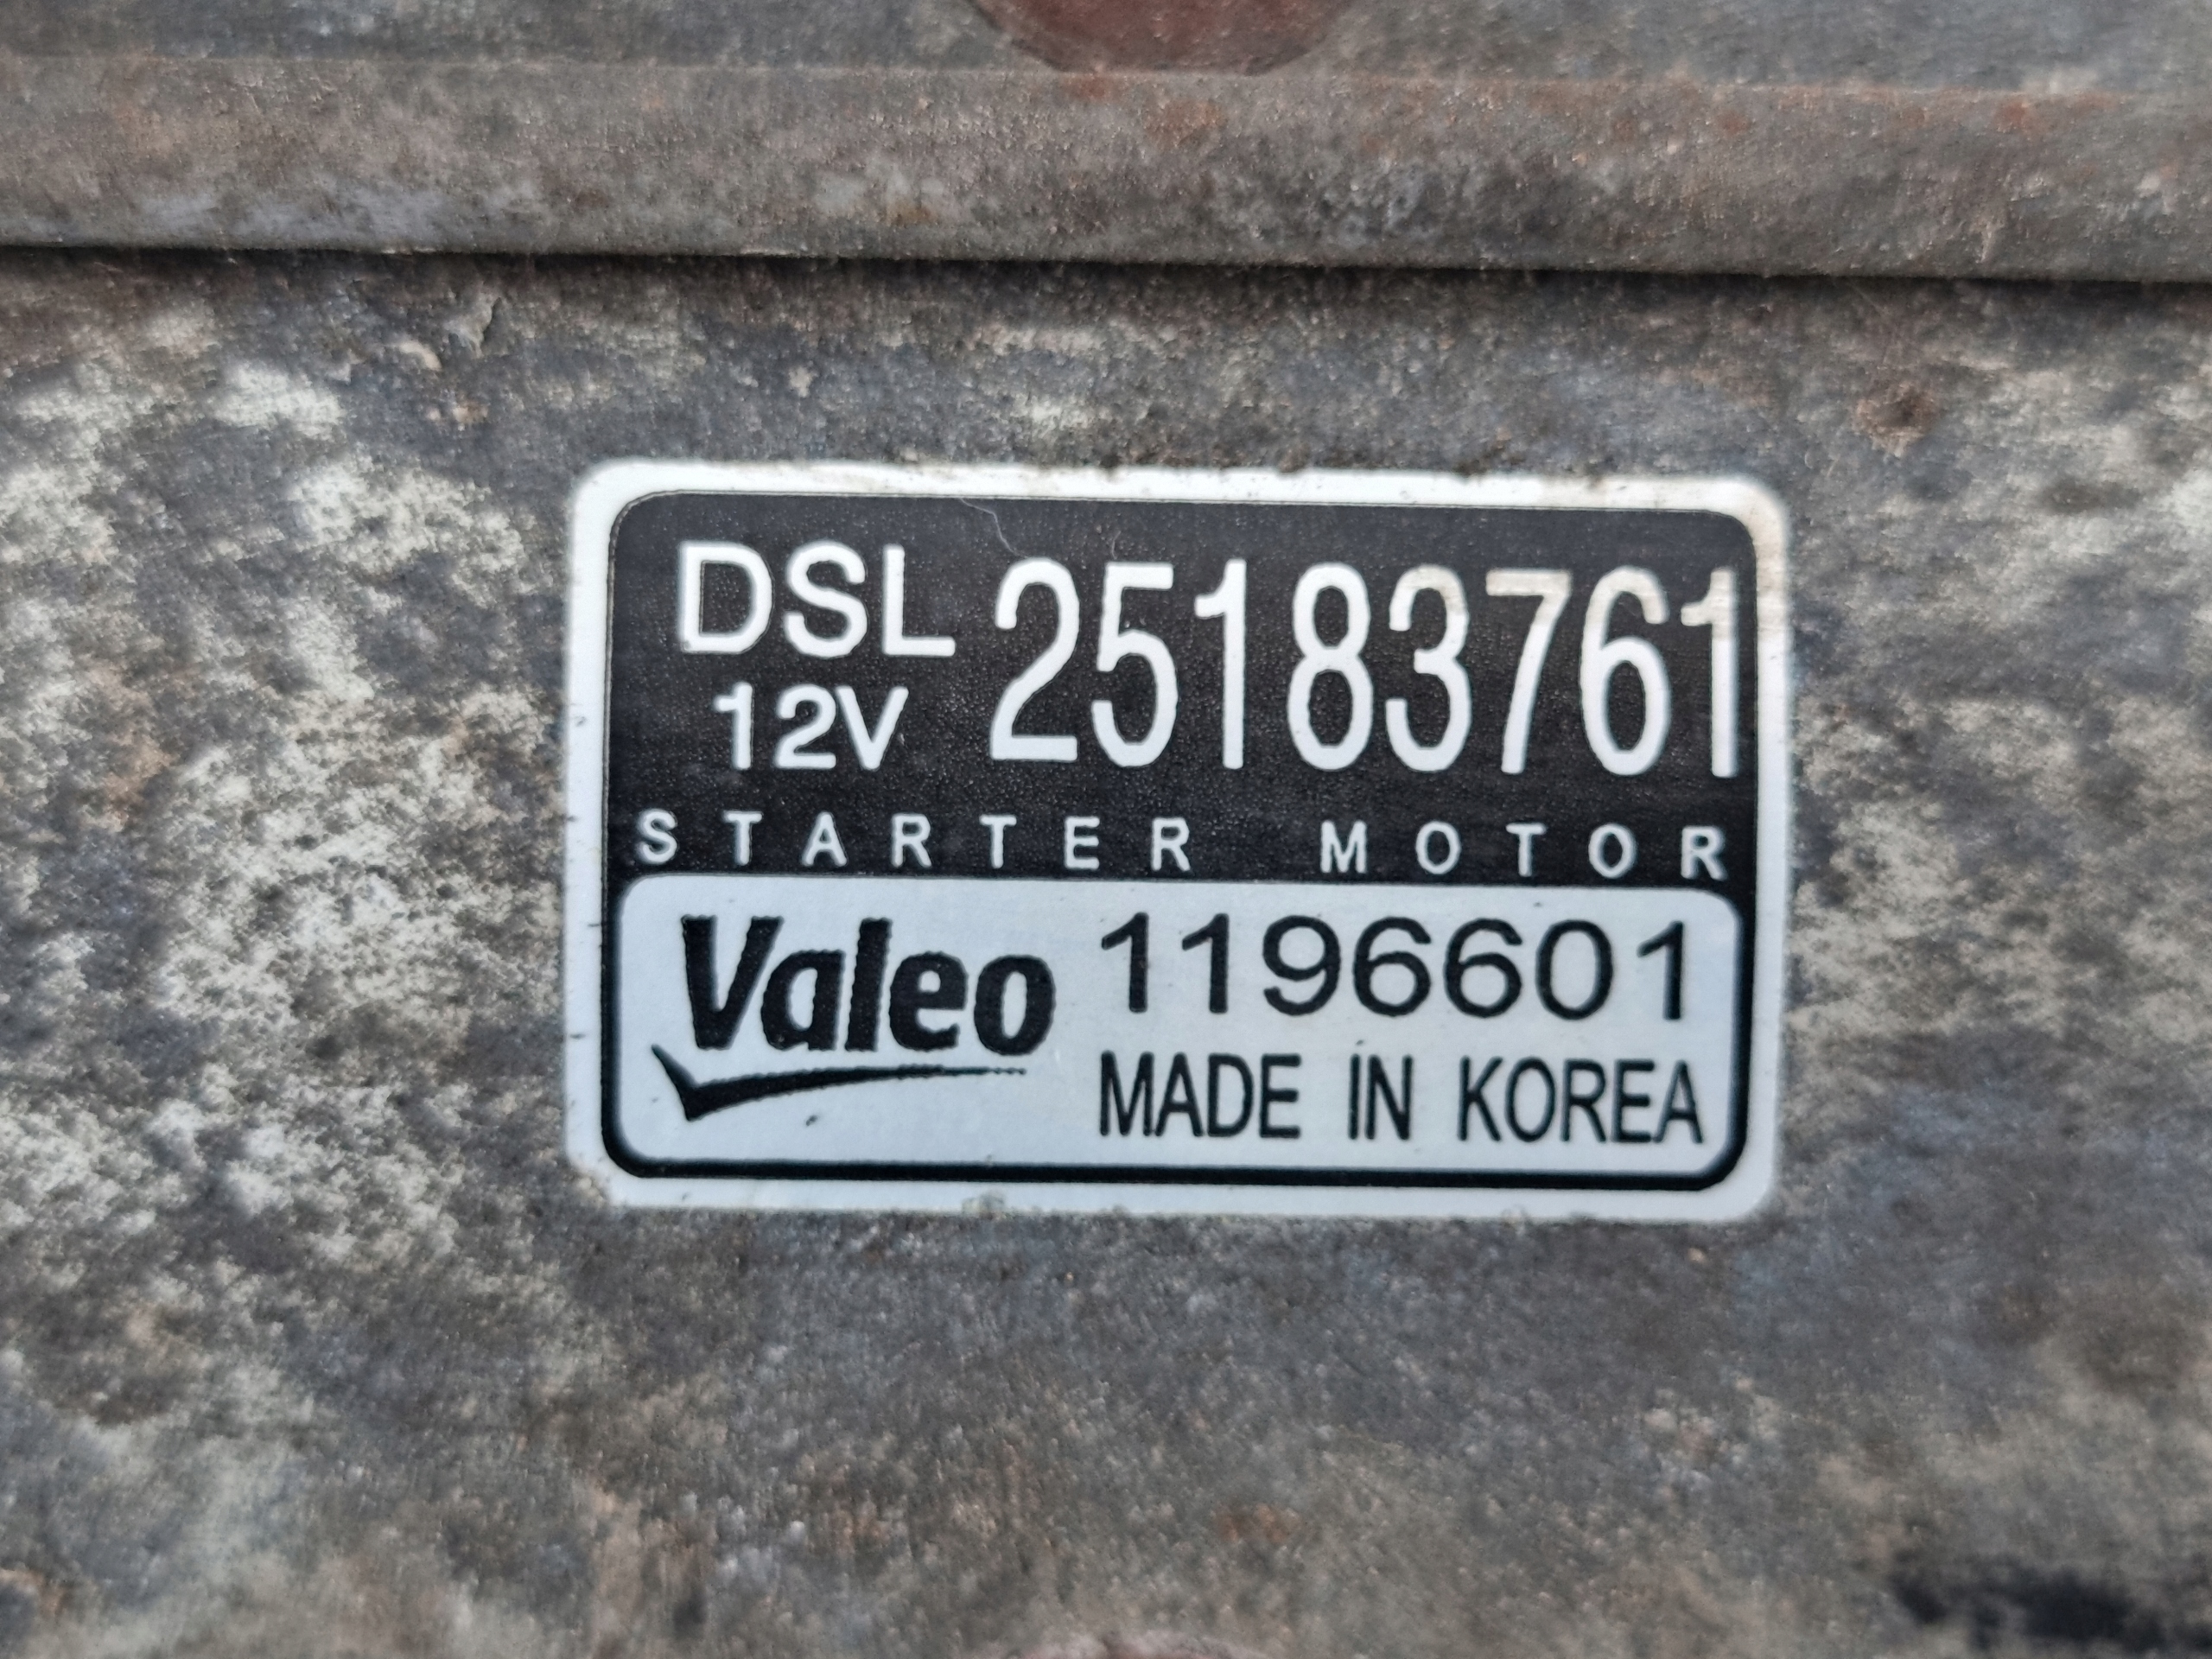 DSL 25183761
12V
STARTER MOTOR
Valeo 1196601
MADE IN KOREA